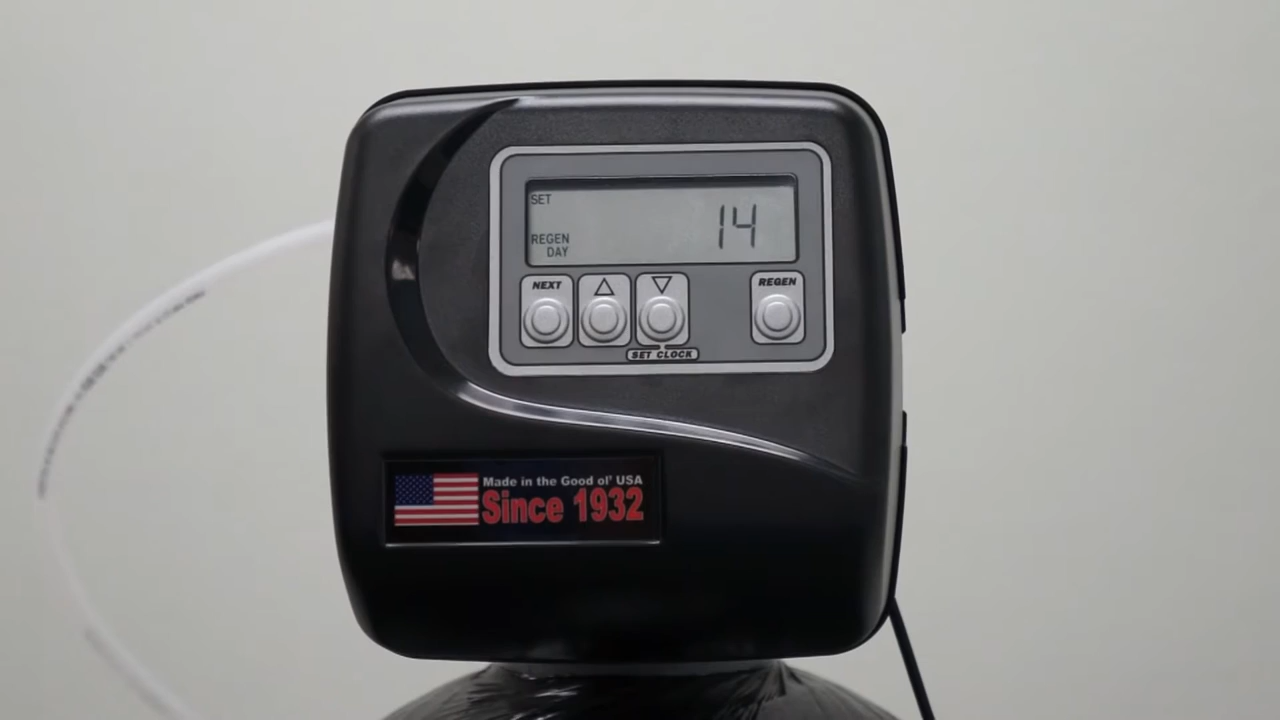 SET
14
REGEN
DAY
NEXT
REGEN
SET CLOCK
Made in the Good ol' USA
Since 1932